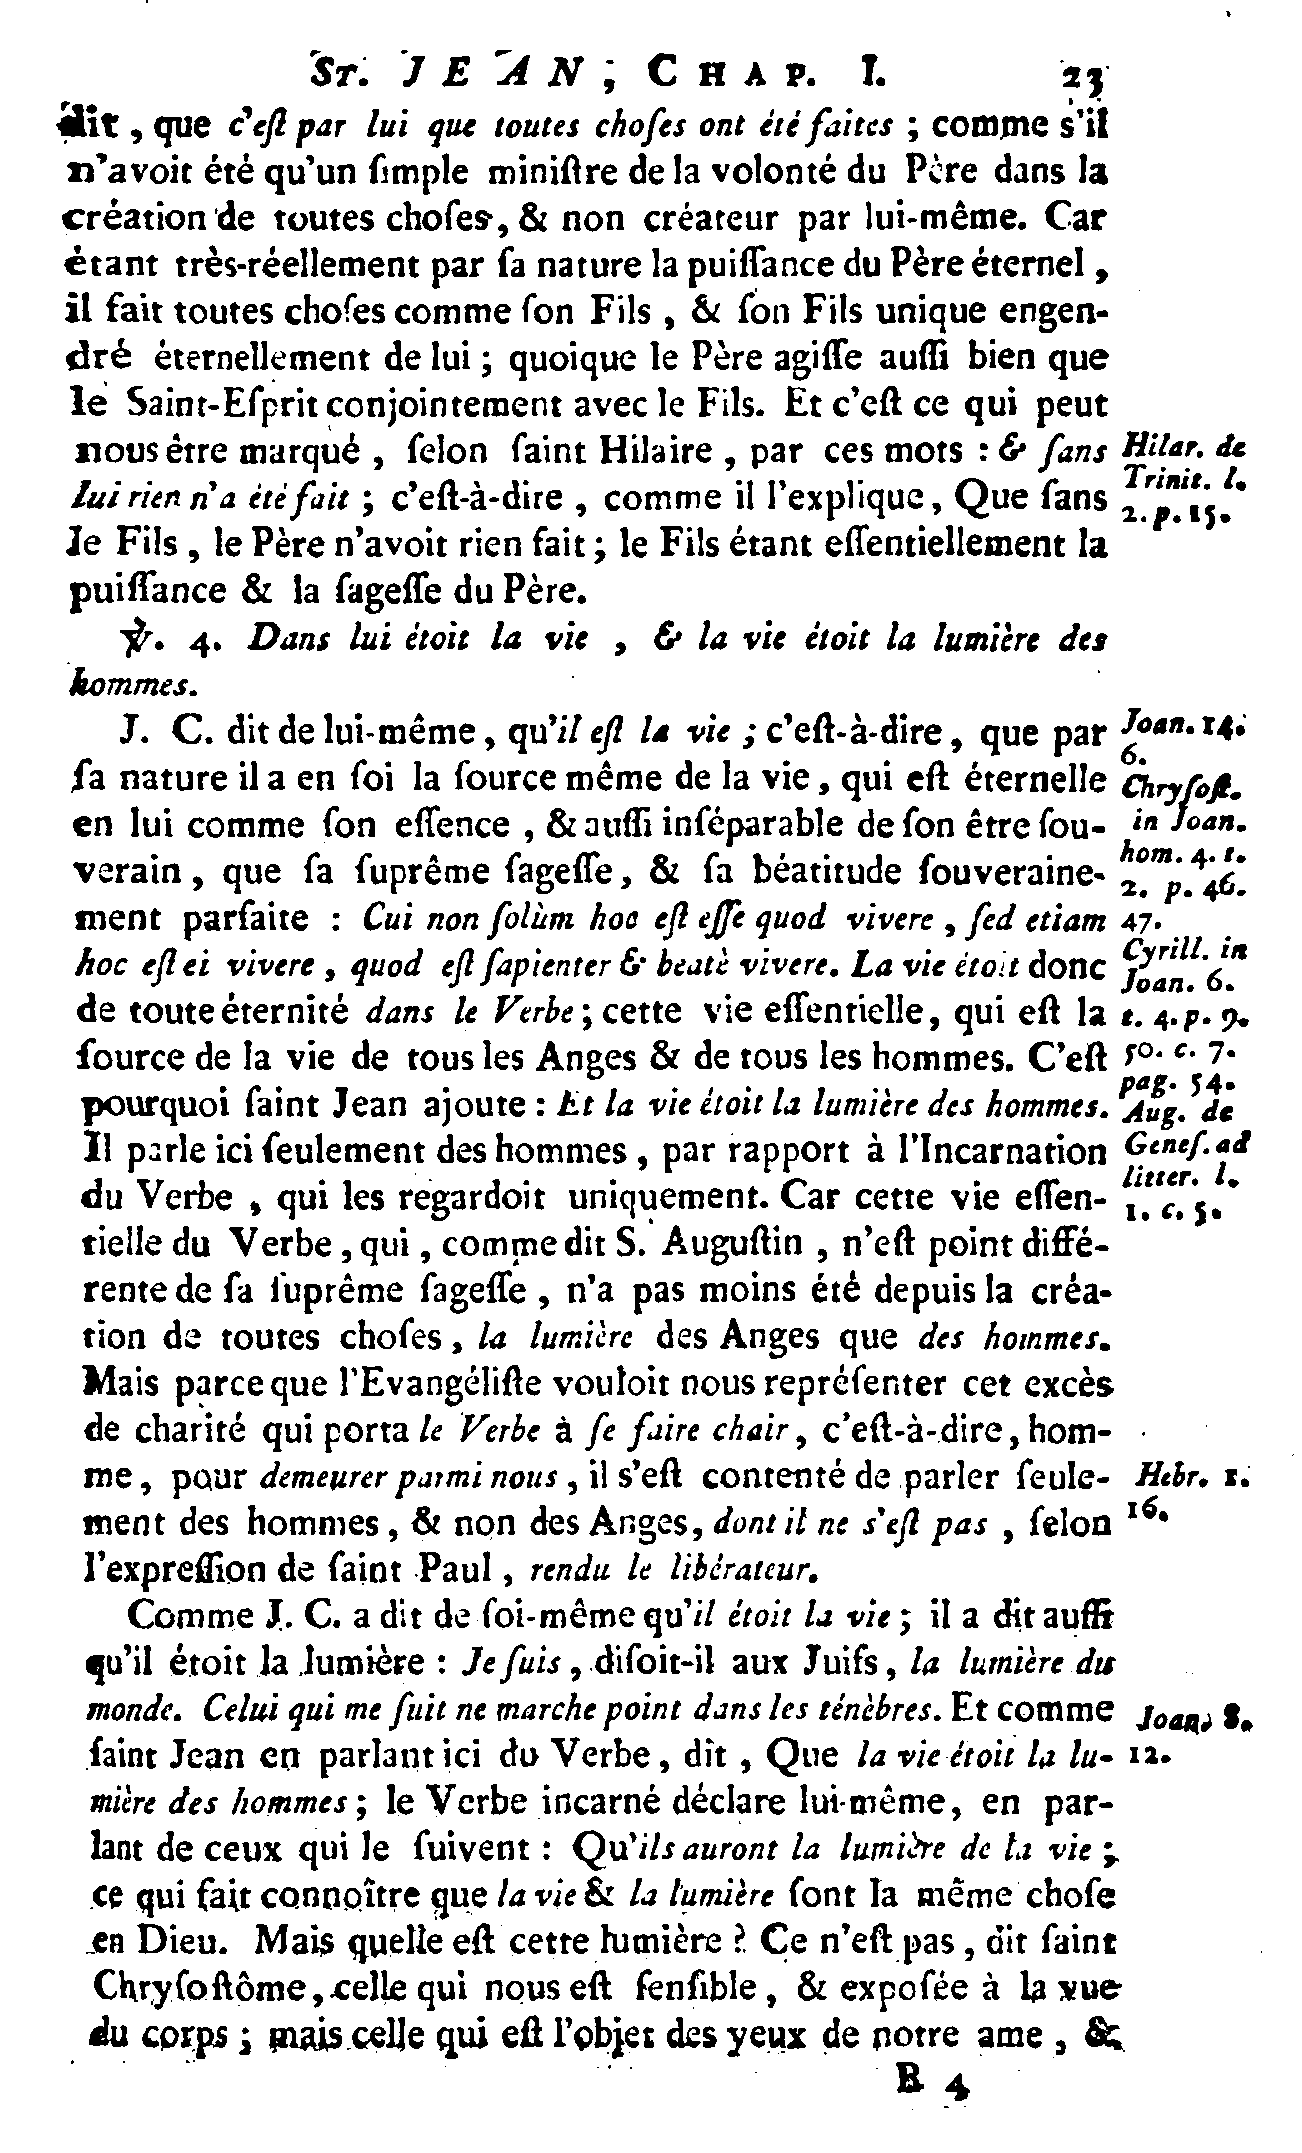 St. JEAN, CHAP. I. 23
dit, que c'eſt par lui que toutes choſes ont été faites ; comme s'il
n'avoit été qu'un ſimple miniſtre de la volonté du Père dans la
création de toutes choſes, & non créateur par lui-même. Car
étant très-réellement par ſa nature la puiſſance du Père éternel,
il fait toutes choſes comme ſon Fils, & ſon Fils unique engen-
dré éternellement de lui ; quoique le Père agiſſe auſſi bien que
le Saint-Eſprit conjointement avec le Fils. Et c'eſt ce qui peut
nous être marqué, ſelon ſaint Hilaire, par ces mots : & ſans
lui rien n'a été fait ; c'eſt-à-dire, comme il l'explique, Que ſans
le Fils, le Père n'avoit rien fait ; le Fils étant eſſentiellement la
puiſſance & la ſageſſe du Père.
Hilar. de
Trinit. l.
2. p. 15.
℣. 4. Dans lui étoit la vie, & la vie étoit la lumière des
hommes.
J. C. dit de lui-même, qu'il eſt la vie ; c'eſt-à-dire, que par
ſa nature il a en ſoi la ſource même de la vie, qui eſt éternelle
en lui comme ſon eſſence, & auſſi inſéparable de ſon être ſou-
verain, que ſa ſuprême ſageſſe, & ſa béatitude ſouveraine-
ment parfaite : Cui non ſolùm hoc eſt eſſe quod vivere, ſed etiam
hoc eſt ei vivere, quod eſt ſapienter & beatè vivere. La vie étoit donc
de toute éternité dans le Verbe ; cette vie eſſentielle, qui eſt la
ſource de la vie de tous les Anges & de tous les hommes. C'eſt
pourquoi ſaint Jean ajoute : Et la vie étoit la lumière des hommes.
Il parle ici ſeulement des hommes, par rapport à l'Incarnation
du Verbe, qui les regardoit uniquement. Car cette vie eſſen-
tielle du Verbe, qui, comme dit S. Auguſtin, n'eſt point diffé-
rente de ſa ſuprême ſageſſe, n'a pas moins été depuis la créa-
tion de toutes choſes, la lumière des Anges que des hommes.
Mais parce que l'Evangéliſte vouloit nous repréſenter cet excès
de charité qui porta le Verbe à ſe faire chair, c'eſt-à-dire, hom-
me, pour demeurer parmi nous, il s'eſt contenté de parler ſeule-
ment des hommes, & non des Anges, dont il ne s'eſt pas, ſelon
l'expreſſion de ſaint Paul, rendu le libérateur.
Joan. 14.
6.
Chryſoſt.
in Joan.
hom. 4. t.
2. p. 46.
47.
Cyrill. in
Joan. 6.
t. 4. p. 9.
50. c. 7.
pag. 54.
Aug. de
Geneſ. ad
litter. l.
1. c. 5.
Hebr. 1.
16.
Comme J. C. a dit de ſoi-même qu'il étoit la vie ; il a dit auſſi
qu'il étoit la lumière : Je ſuis, diſoit-il aux Juifs, la lumière du
monde. Celui qui me ſuit ne marche point dans les ténèbres. Et comme
ſaint Jean en parlant ici du Verbe, dit, Que la vie étoit la lu-
mière des hommes ; le Verbe incarné déclare lui-même, en par-
lant de ceux qui le ſuivent : Qu'ils auront la lumière de la vie ;
ce qui fait connoître que la vie & la lumière ſont la même choſe
en Dieu. Mais quelle eſt cette lumière ? Ce n'eſt pas, dit ſaint
Chryſoſtôme, celle qui nous eſt ſenſible, & expoſée à la vue
du corps ; mais celle qui eſt l'objet des yeux de notre ame, &
Joan. 8.
12.
B 4